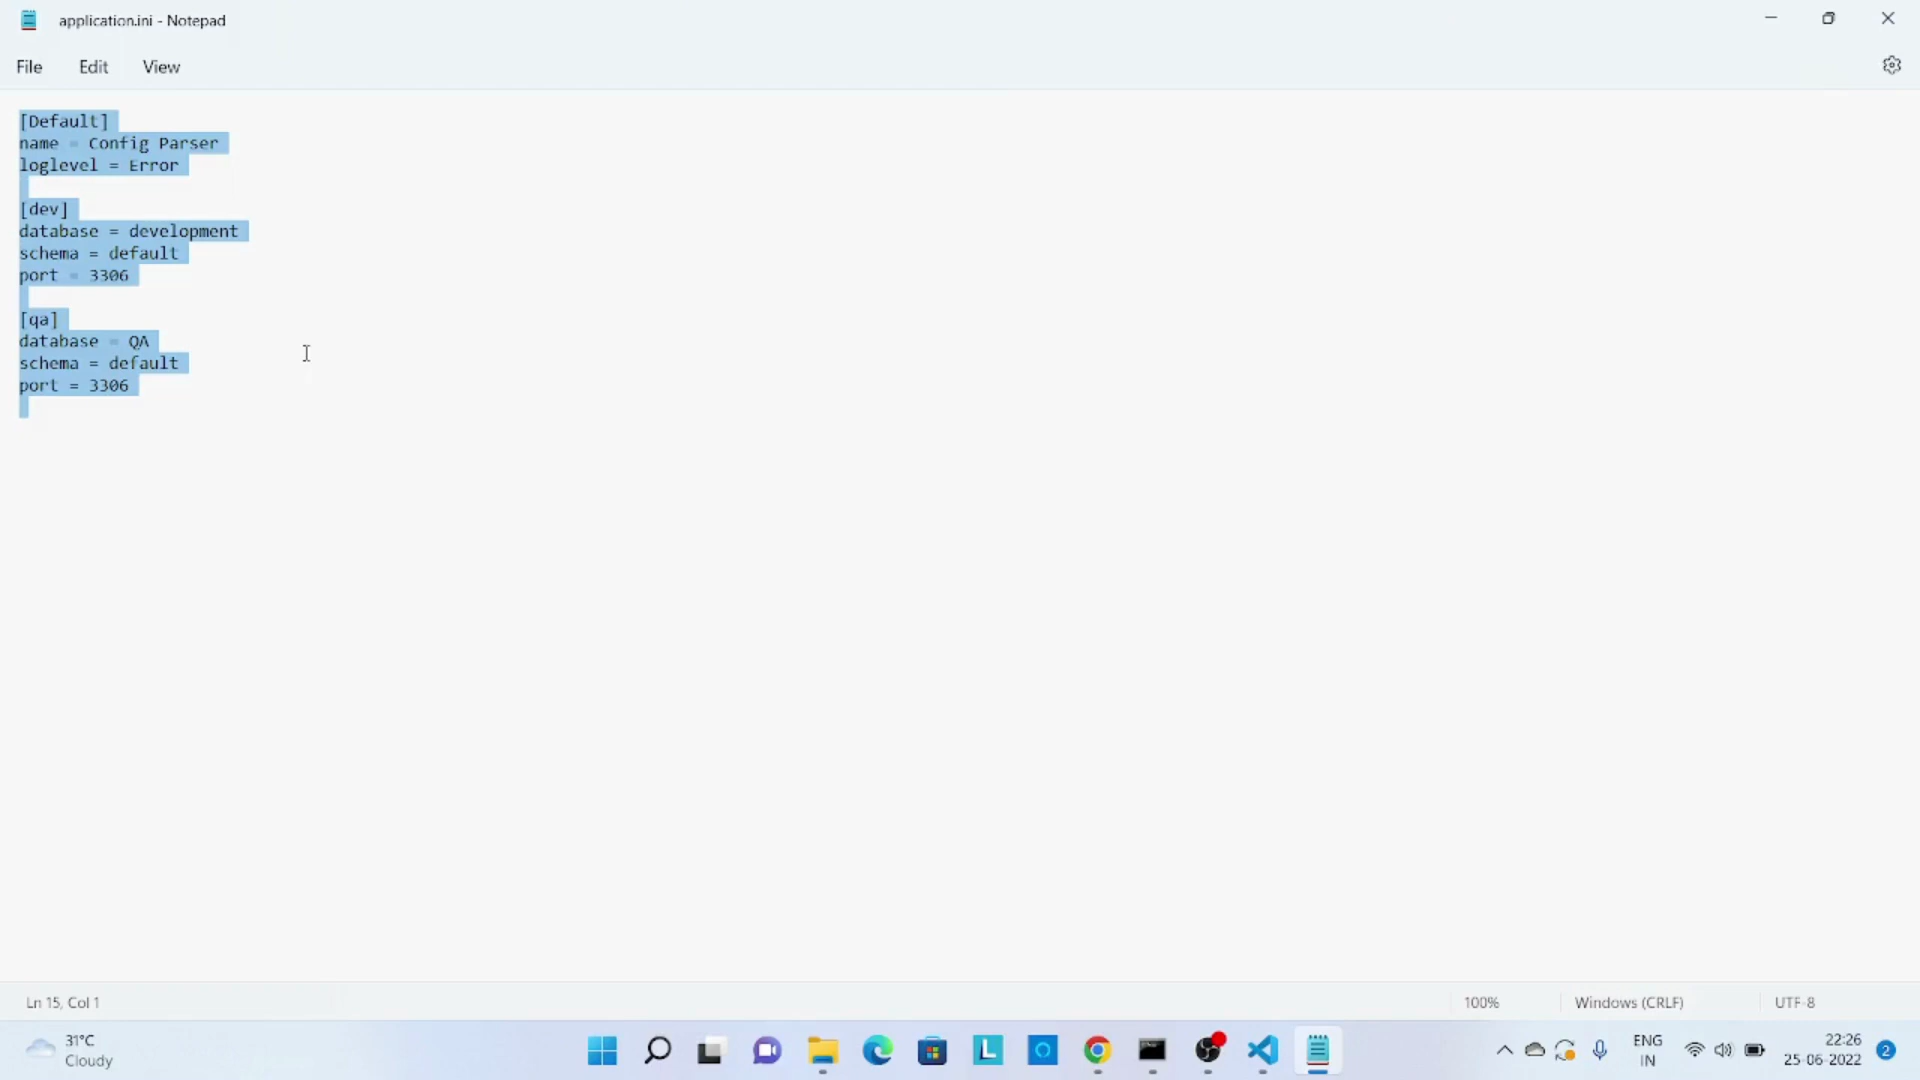 application.ini - Notepad
File Edit View
[Default]
name = Config Parser
loglevel = Error
[dev]
database = development
schema = default
port = 3306
[qa]
database = QA
schema = default
port = 3306
Ln 15, Col 1 100% Windows (CRLF) UTF-8
31°C
Cloudy
L
ENG
IN
22:26
25-06-2022
2